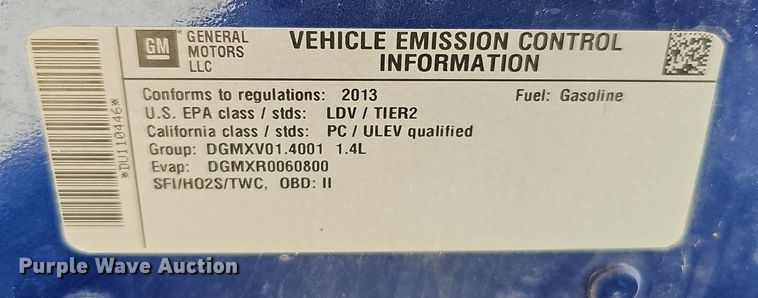 GM GENERAL MOTORS LLC
VEHICLE EMISSION CONTROL INFORMATION
Conforms to regulations: 2013 Fuel: Gasoline
U.S. EPA class / stds: LDV / TIER2
California class / stds: PC / ULEV qualified
Group: DGMXV01.4001 1.4L
Evap: DGMXR0060800
SFI/HO2S/TWC, OBD: II
*DU110446*
Purple Wave Auction